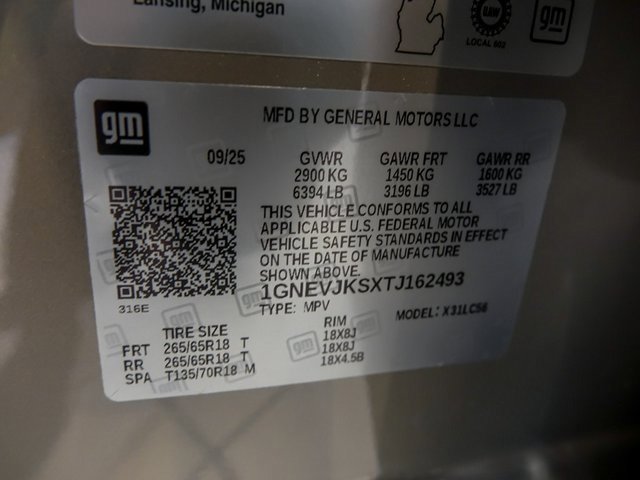 Lansing, Michigan
UAW
LOCAL 602
gm
gm
MFD BY GENERAL MOTORS LLC
09/25
GVWR GAWR FRT GAWR RR
2900 KG 1450 KG 1600 KG
6394 LB 3196 LB 3527 LB
THIS VEHICLE CONFORMS TO ALL
APPLICABLE U.S. FEDERAL MOTOR
VEHICLE SAFETY STANDARDS IN EFFECT
ON THE DATE OF MANUFACTURE
SHOWN ABOVE.
1GNEVJKSXTJ162493
316E
TYPE: MPV MODEL: X31LC56
TIRE SIZE RIM
FRT 265/65R18 T 18X8J
RR 265/65R18 T 18X8J
SPA T135/70R18 M 18X4.5B